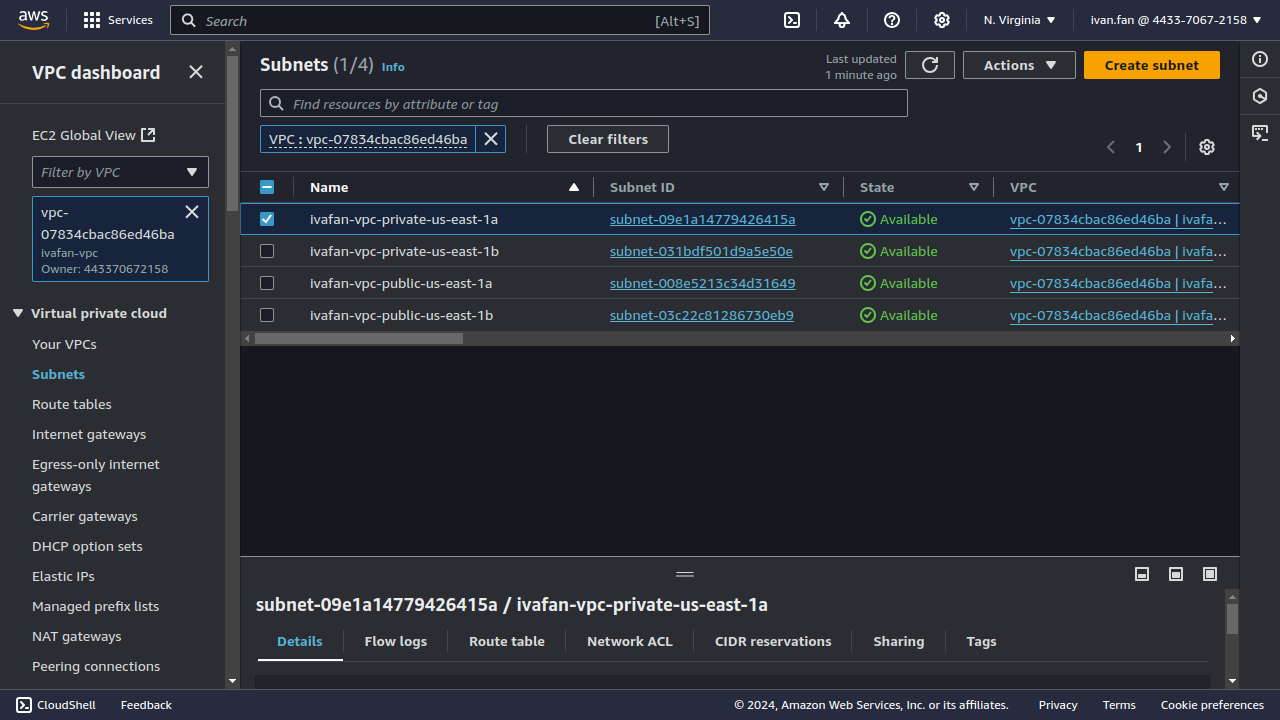 aws
Services
Search [Alt+S]
N. Virginia
ivan.fan @ 4433-7067-2158
VPC dashboard
EC2 Global View
Filter by VPC
vpc-
07834cbac86ed46ba
ivafan-vpc
Owner: 443370672158
Virtual private cloud
Your VPCs
Subnets
Route tables
Internet gateways
Egress-only internet
gateways
Carrier gateways
DHCP option sets
Elastic IPs
Managed prefix lists
NAT gateways
Peering connections
Subnets (1/4) Info
Last updated
1 minute ago
Actions
Create subnet
Find resources by attribute or tag
VPC : vpc-07834cbac86ed46ba
Clear filters
1
Name Subnet ID State VPC
ivafan-vpc-private-us-east-1a subnet-09e1a14779426415a Available vpc-07834cbac86ed46ba | ivafa…
ivafan-vpc-private-us-east-1b subnet-031bdf501d9a5e50e Available vpc-07834cbac86ed46ba | ivafa…
ivafan-vpc-public-us-east-1a subnet-008e5213c34d31649 Available vpc-07834cbac86ed46ba | ivafa…
ivafan-vpc-public-us-east-1b subnet-03c22c81286730eb9 Available vpc-07834cbac86ed46ba | ivafa…
subnet-09e1a14779426415a / ivafan-vpc-private-us-east-1a
Details Flow logs Route table Network ACL CIDR reservations Sharing Tags
CloudShell Feedback © 2024, Amazon Web Services, Inc. or its affiliates. Privacy Terms Cookie preferences